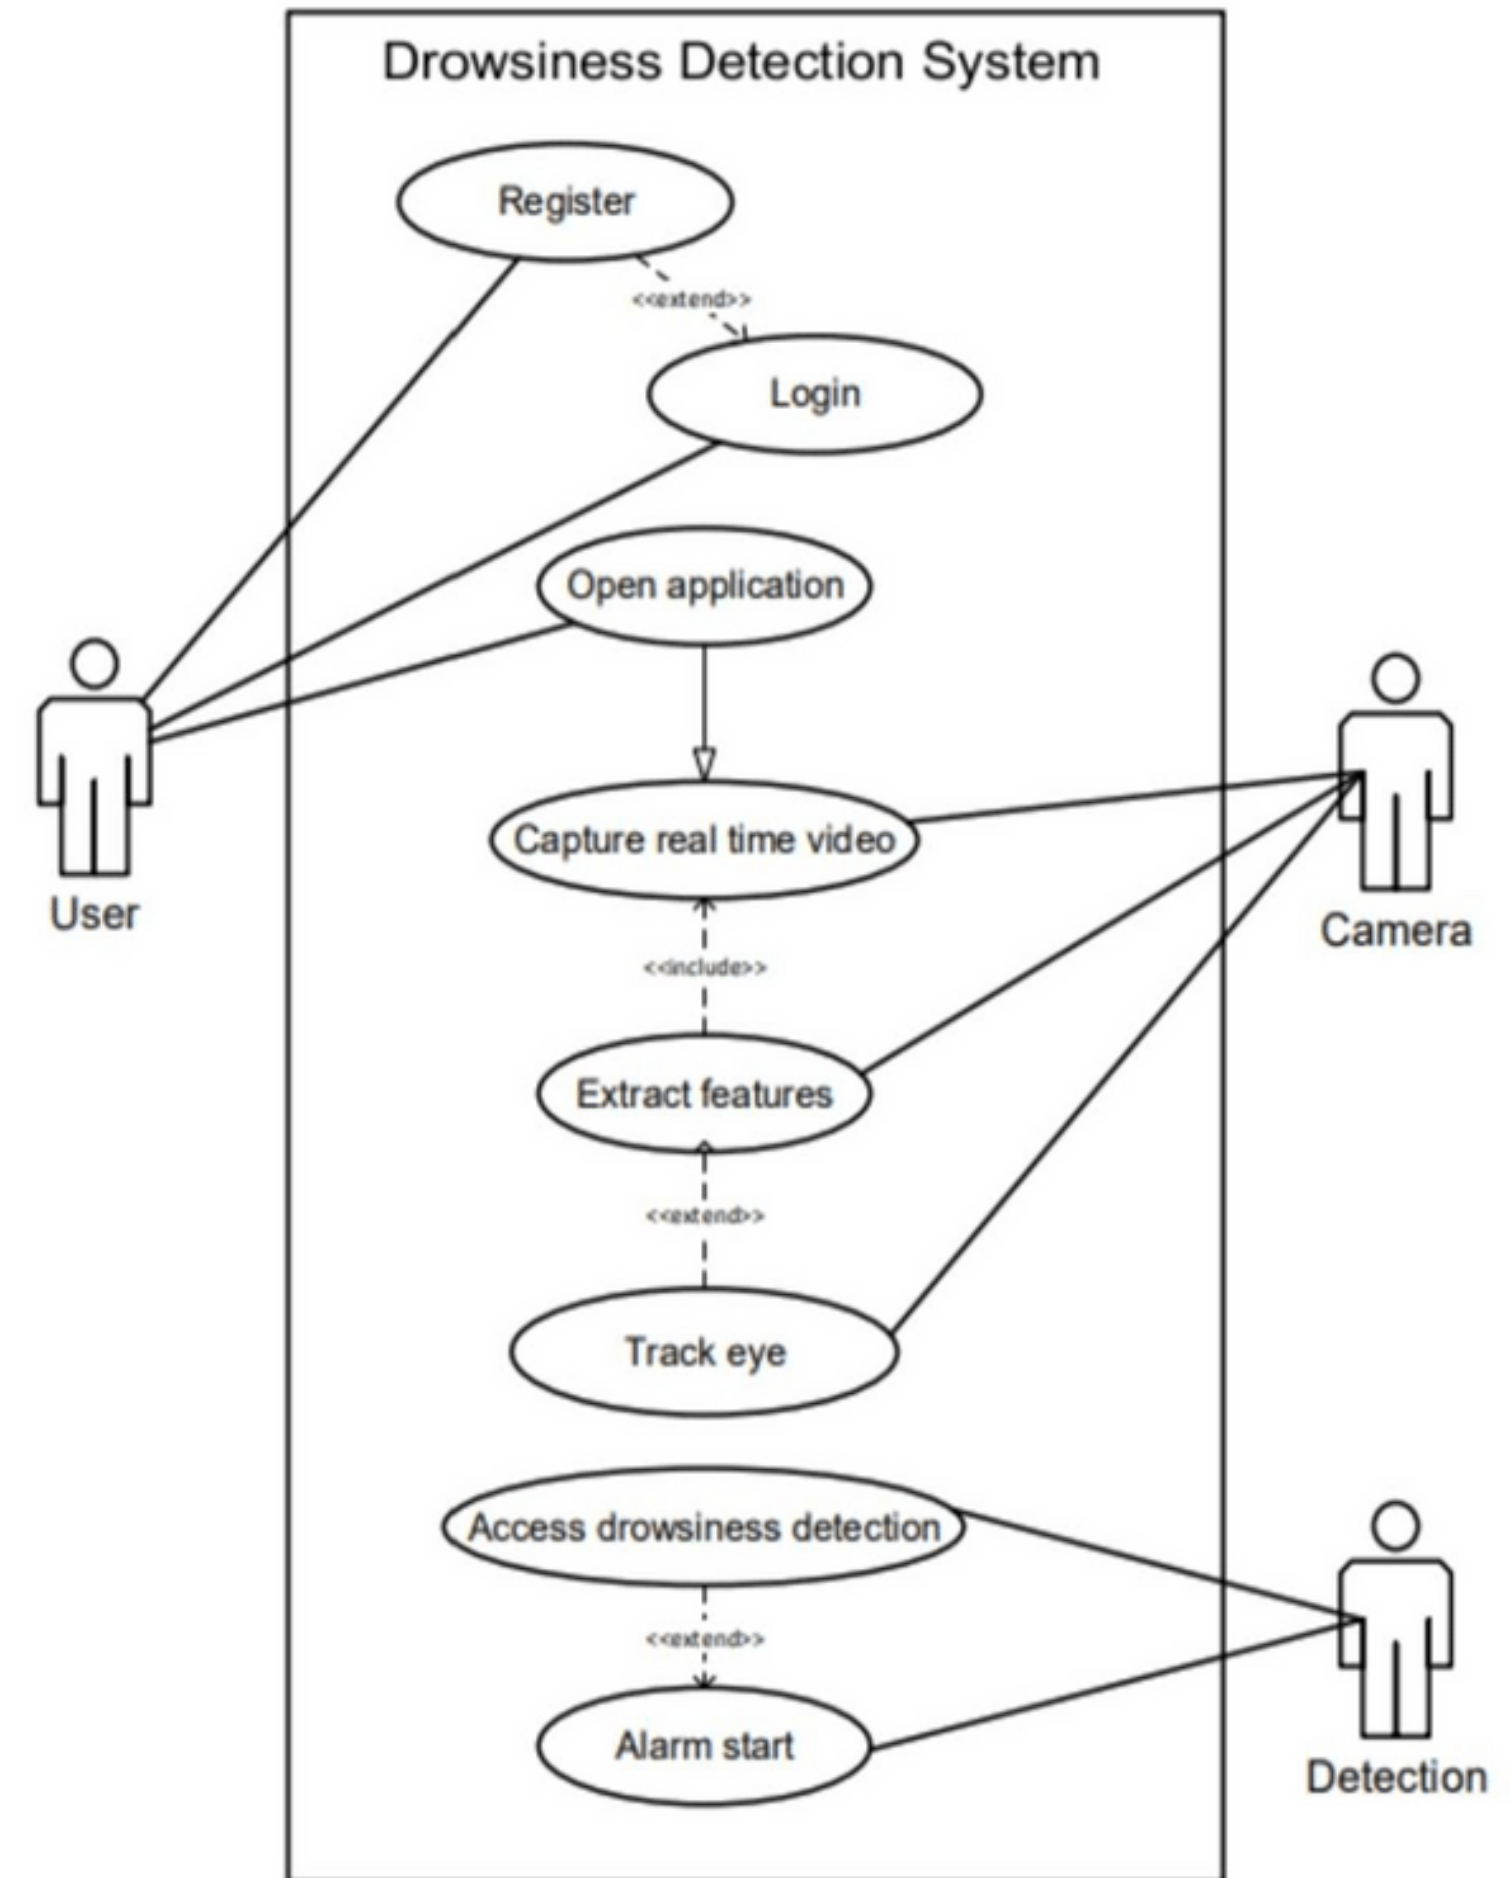 Drowsiness Detection System
Register
<<extend>>
Login
Open application
User
Capture real time video
Camera
<<include>>
Extract features
<<extend>>
Track eye
Access drowsiness detection
<<extend>>
Alarm start
Detection